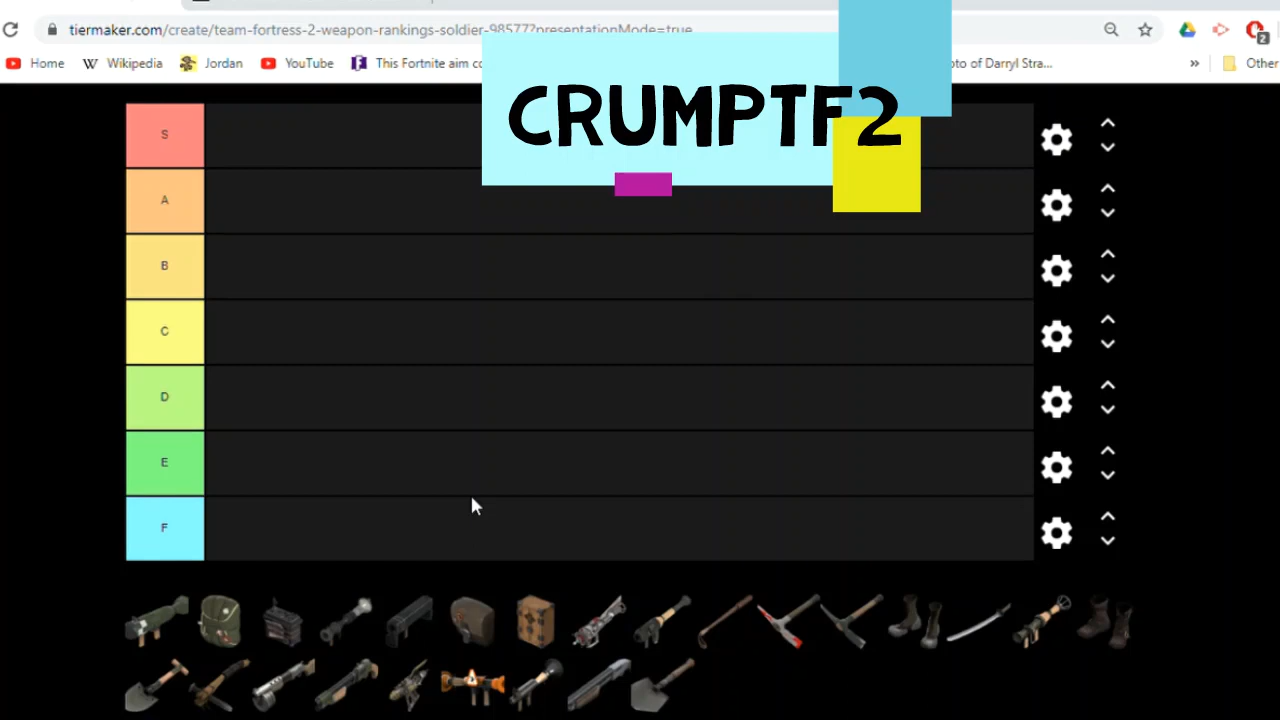 tiermaker.com/create/team-fortress-2-weapon-rankings-soldier-98577?presentationMode=true
2
Home Wikipedia Jordan YouTube This Fortnite aim co oto of Darryl Stra... » Other
CRUMPTF2
S
A
B
C
D
E
F